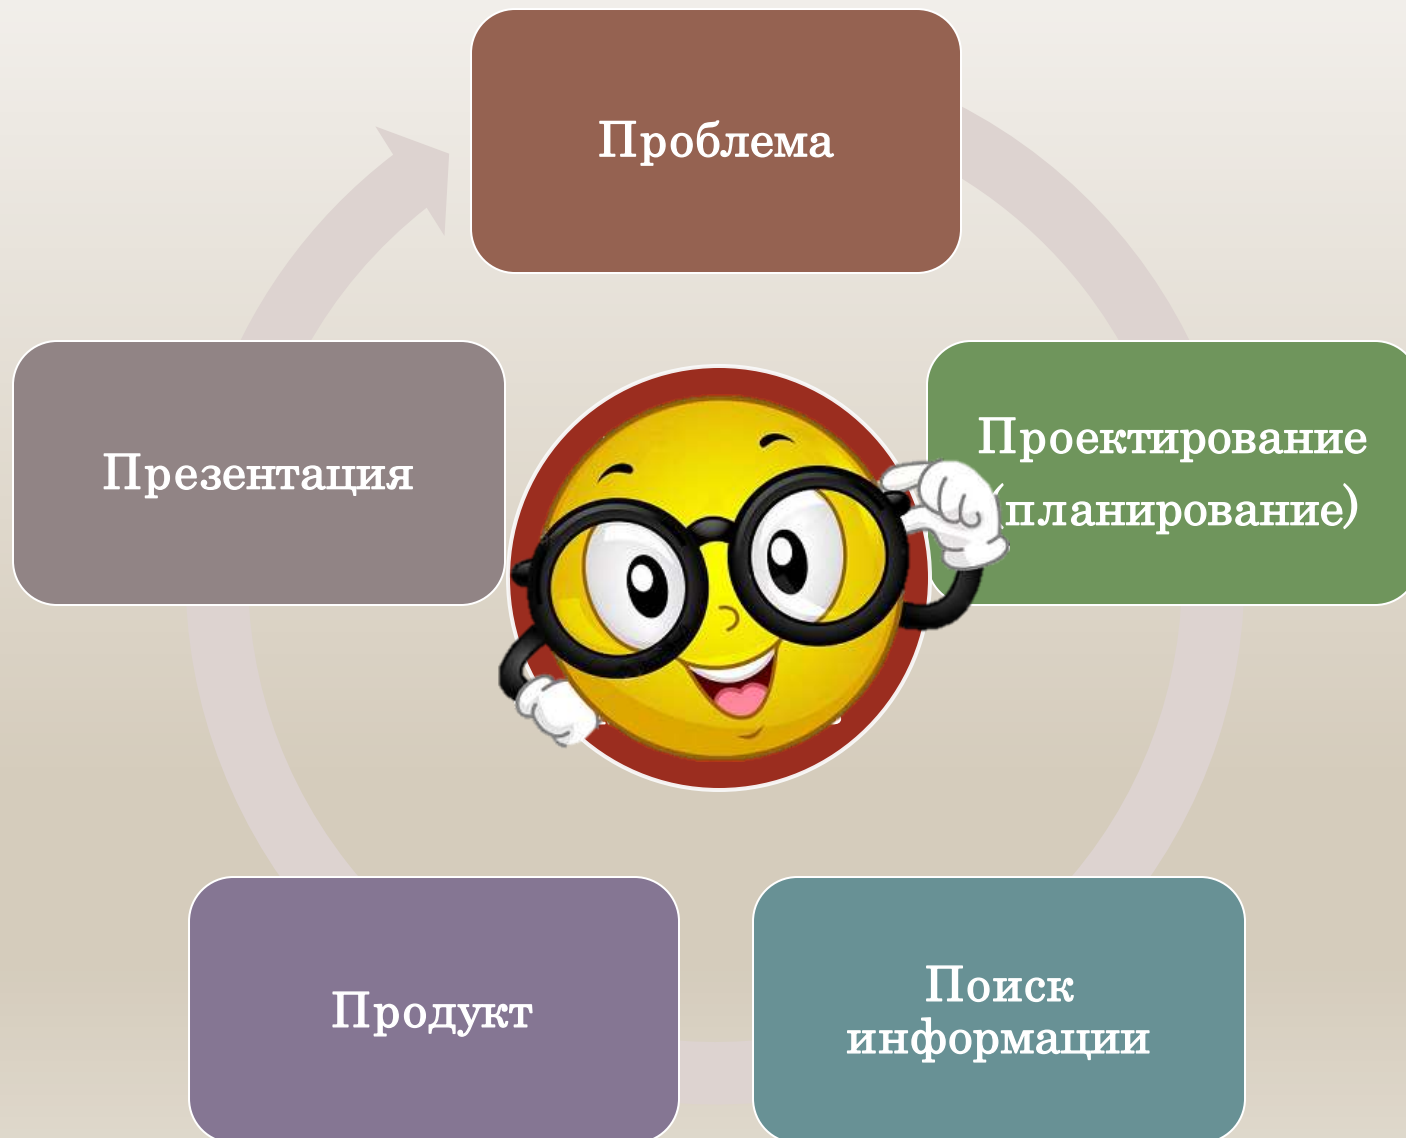 Проблема
Проектирование
(планирование)
Поиск
информации
Продукт
Презентация